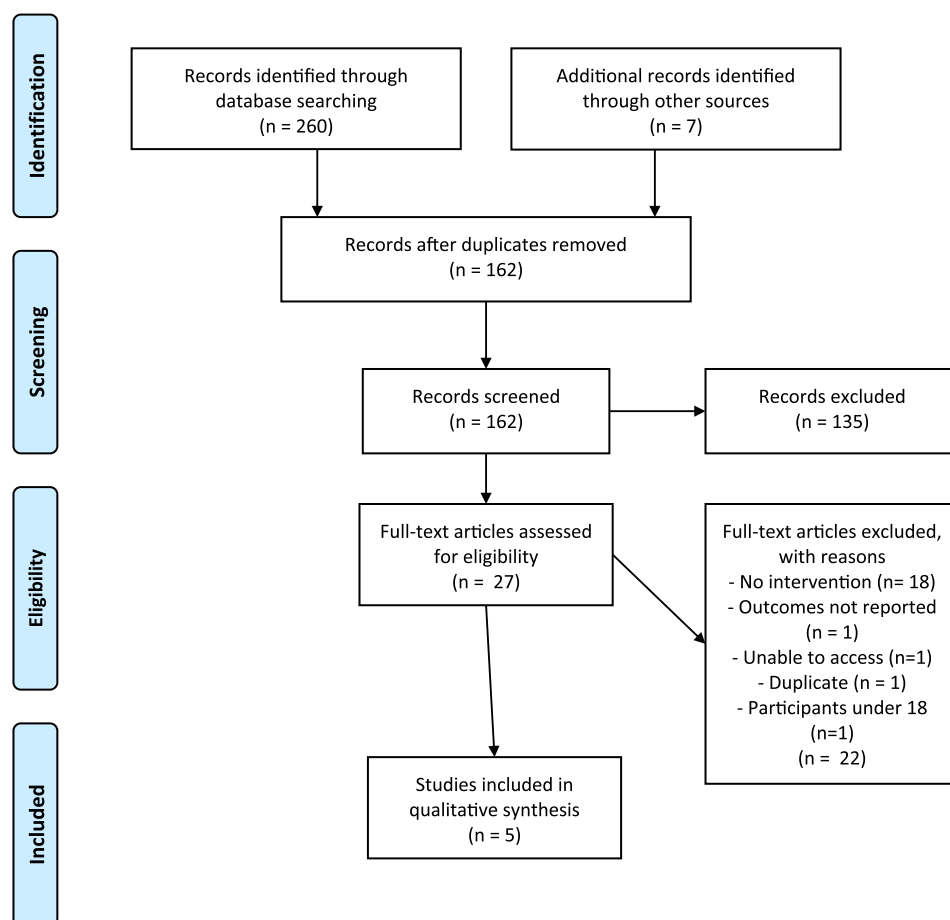 Identification
Records identified through
database searching
(n = 260)
Additional records identified
through other sources
(n = 7)
Records after duplicates removed
(n = 162)
Screening
Records screened
(n = 162)
Records excluded
(n = 135)
Eligibility
Full-text articles assessed
for eligibility
(n =  27)
Full-text articles excluded,
with reasons
- No intervention (n= 18)
- Outcomes not reported
(n = 1)
- Unable to access (n=1)
- Duplicate (n = 1)
- Participants under 18
(n=1)
(n =  22)
Included
Studies included in
qualitative synthesis
(n = 5)